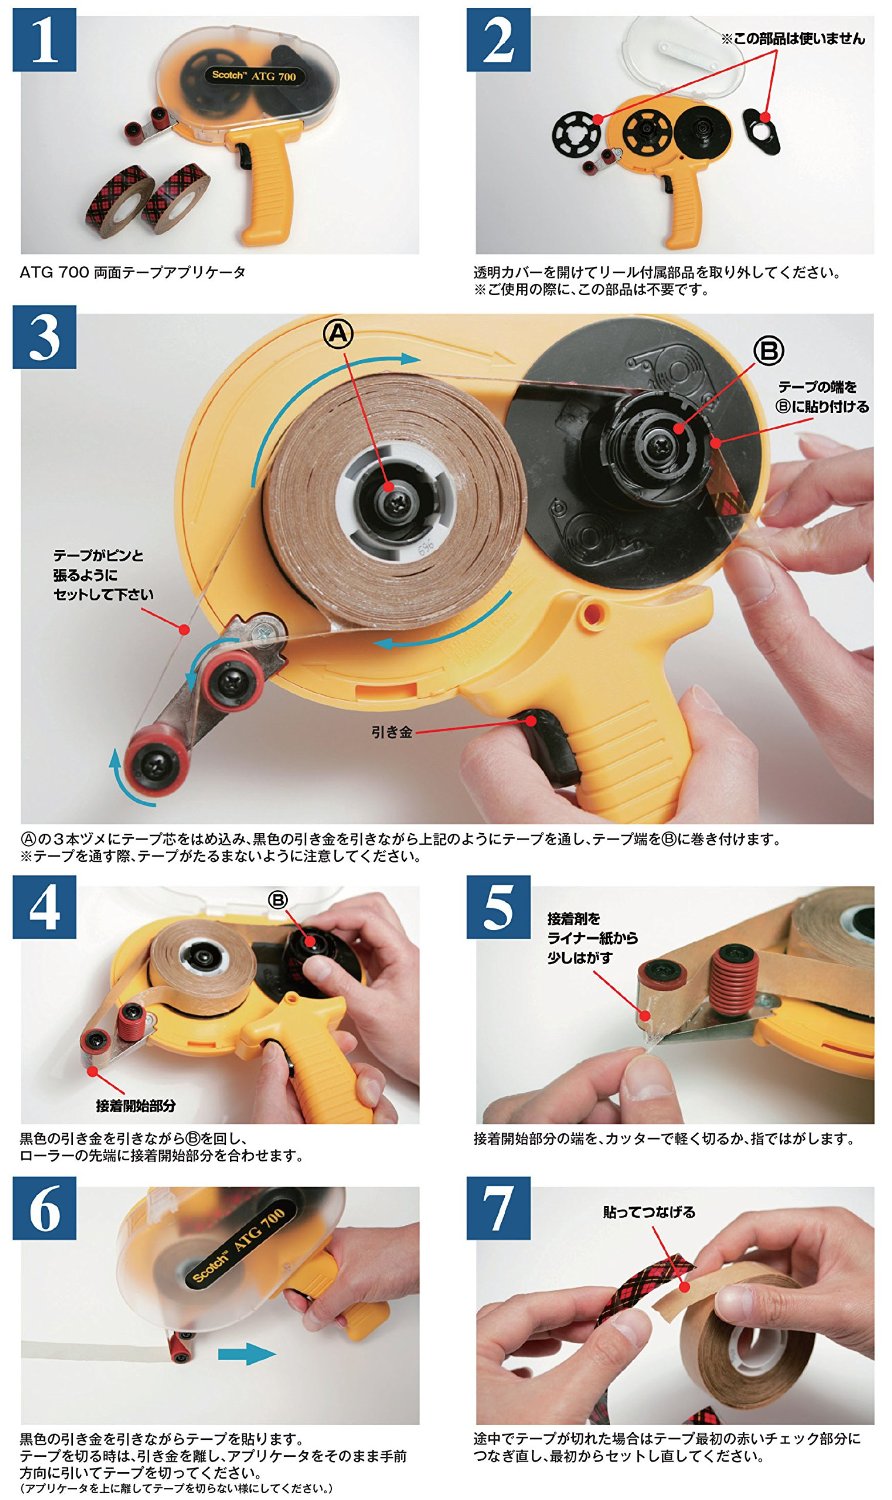 1
Scotch™ ATG 700
ATG 700 両面テープアプリケータ
2
※この部品は使いません
透明カバーを開けてリール付属部品を取り外してください。
※ご使用の際に、この部品は不要です。
3
Ⓐ
Ⓑ
テープの端を
Ⓑに貼り付ける
696
テープがピンと
張るように
セットして下さい
引き金
Ⓐの3本ヅメにテープ芯をはめ込み、黒色の引き金を引きながら上記のようにテープを通し、テープ端をⒷに巻き付けます。
※テープを通す際、テープがたるまないように注意してください。
4
Ⓑ
接着開始部分
黒色の引き金を引きながらⒷを回し、
ローラーの先端に接着開始部分を合わせます。
5
接着剤を
ライナー紙から
少しはがす
接着開始部分の端を、カッターで軽く切るか、指ではがします。
6
Scotch™ ATG 700
黒色の引き金を引きながらテープを貼ります。
テープを切る時は、引き金を離し、アプリケータをそのまま手前
方向に引いてテープを切ってください。
（アプリケータを上に離してテープを切らない様にしてください。）
7
貼ってつなげる
途中でテープが切れた場合はテープ最初の赤いチェック部分に
つなぎ直し、最初からセットし直してください。